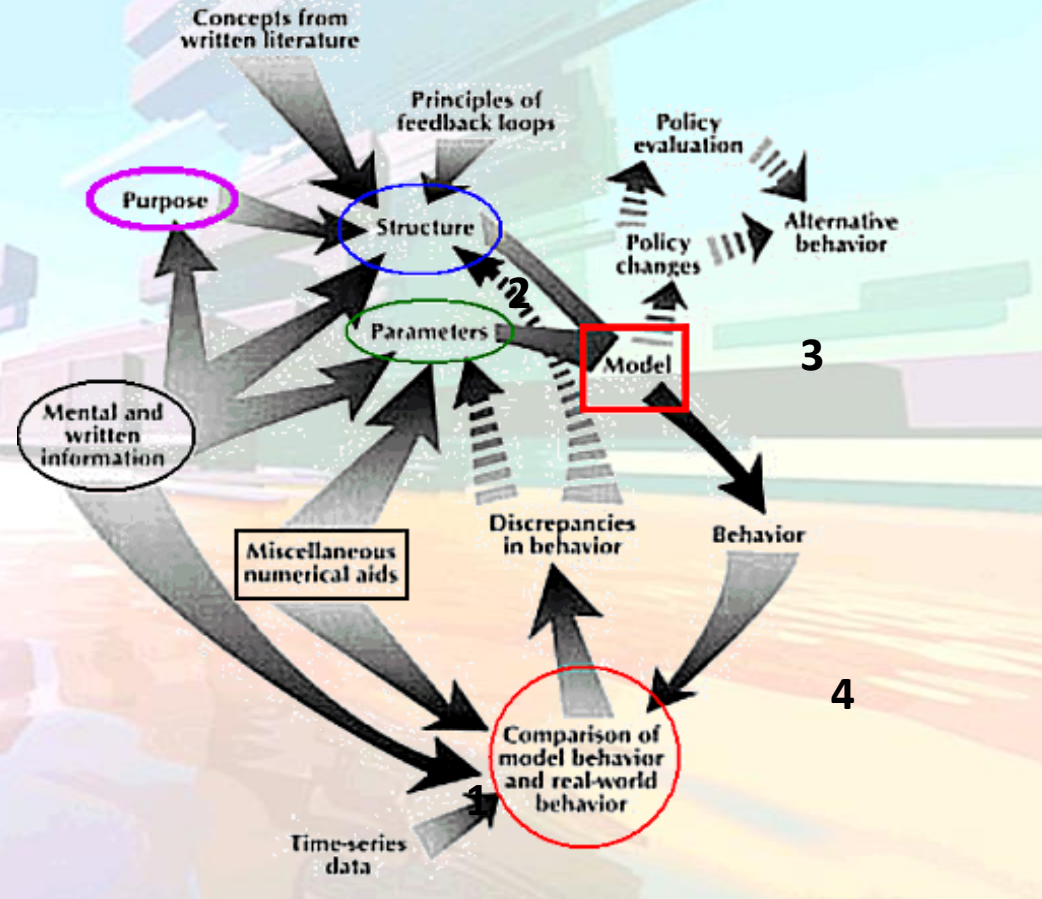 Concepts from
written literature
Principles of
feedback loops
Policy
evaluation
Purpose
Structure
Alternative
behavior
Policy
changes
2
Parameters
Model
3
Mental and
written
information
Discrepancies
in behavior
Behavior
Miscellaneous
numerical aids
4
Comparison of
model behavior
and real-world
behavior
1
Time-series
data